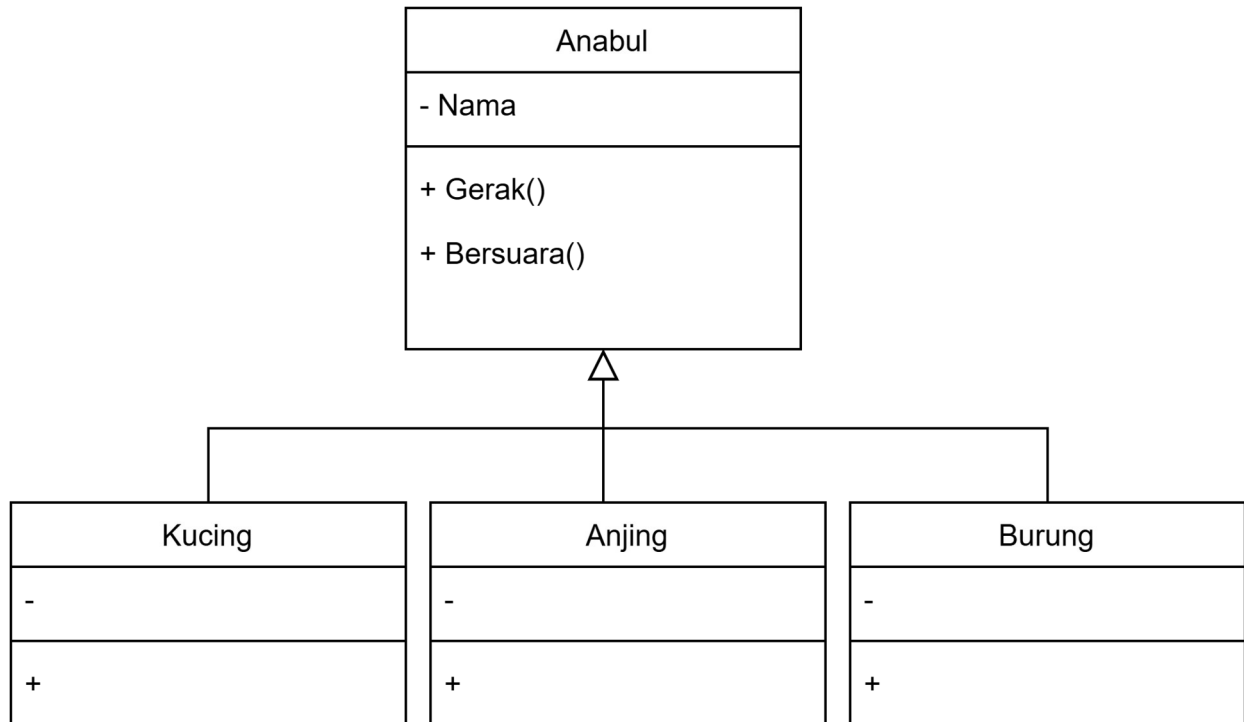 Anabul
- Nama
+ Gerak()
+ Bersuara()
Kucing
-
+
Anjing
-
+
Burung
-
+